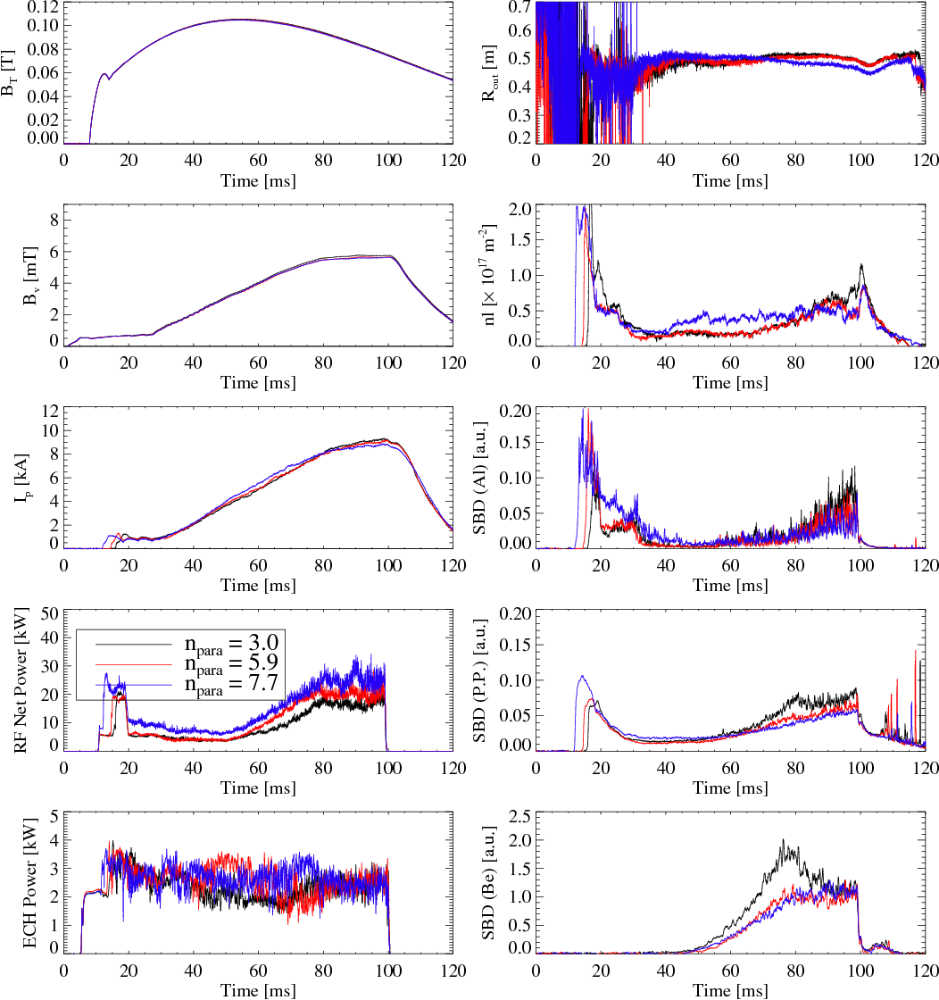 B_T [T]
0.12
0.10
0.08
0.06
0.04
0.02
0.00
0 20 40 60 80 100 120
Time [ms]
R_out [m]
0.7
0.6
0.5
0.4
0.3
0.2
0 20 40 60 80 100 120
Time [ms]
B_v [mT]
8
6
4
2
0
0 20 40 60 80 100 120
Time [ms]
nl [× 10^17 m^-2]
2.0
1.5
1.0
0.5
0.0
0 20 40 60 80 100 120
Time [ms]
I_p [kA]
12
10
8
6
4
2
0
0 20 40 60 80 100 120
Time [ms]
SBD (Al) [a.u.]
0.20
0.15
0.10
0.05
0.00
0 20 40 60 80 100 120
Time [ms]
RF Net Power [kW]
50
40
30
20
10
0
n_para = 3.0
n_para = 5.9
n_para = 7.7
0 20 40 60 80 100 120
Time [ms]
SBD (P.P.) [a.u.]
0.20
0.15
0.10
0.05
0.00
0 20 40 60 80 100 120
Time [ms]
ECH Power [kW]
5
4
3
2
1
0
0 20 40 60 80 100 120
Time [ms]
SBD (Be) [a.u.]
2.5
2.0
1.5
1.0
0.5
0.0
0 20 40 60 80 100 120
Time [ms]